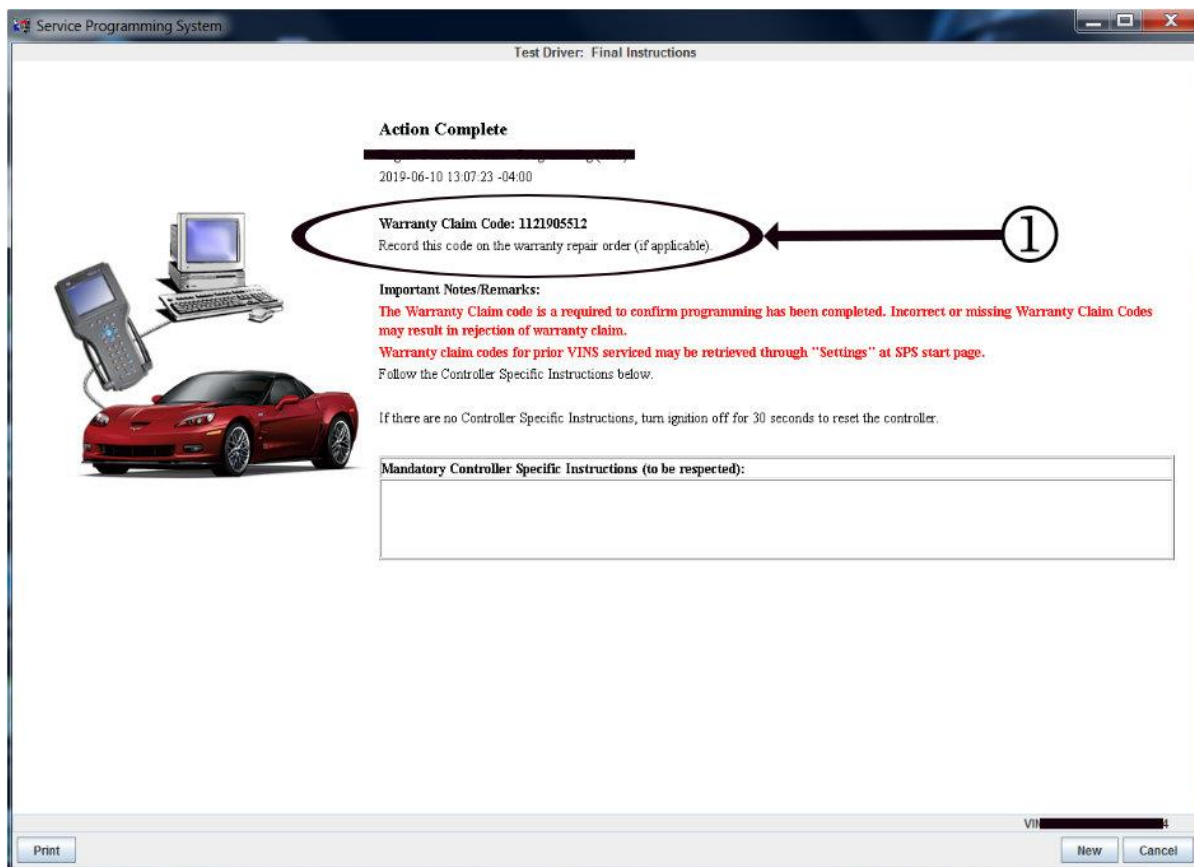 Service Programming System
Test Driver: Final Instructions
Action Complete
2019-06-10 13:07:23 -04:00
Warranty Claim Code: 1121905512
Record this code on the warranty repair order (if applicable).
1
Important Notes/Remarks:
The Warranty Claim code is a required to confirm programming has been completed. Incorrect or missing Warranty Claim Codes
may result in rejection of warranty claim.
Warranty claim codes for prior VINS serviced may be retrieved through "Settings" at SPS start page.
Follow the Controller Specific Instructions below.
If there are no Controller Specific Instructions, turn ignition off for 30 seconds to reset the controller.
Mandatory Controller Specific Instructions (to be respected):
4
Print
New
Cancel